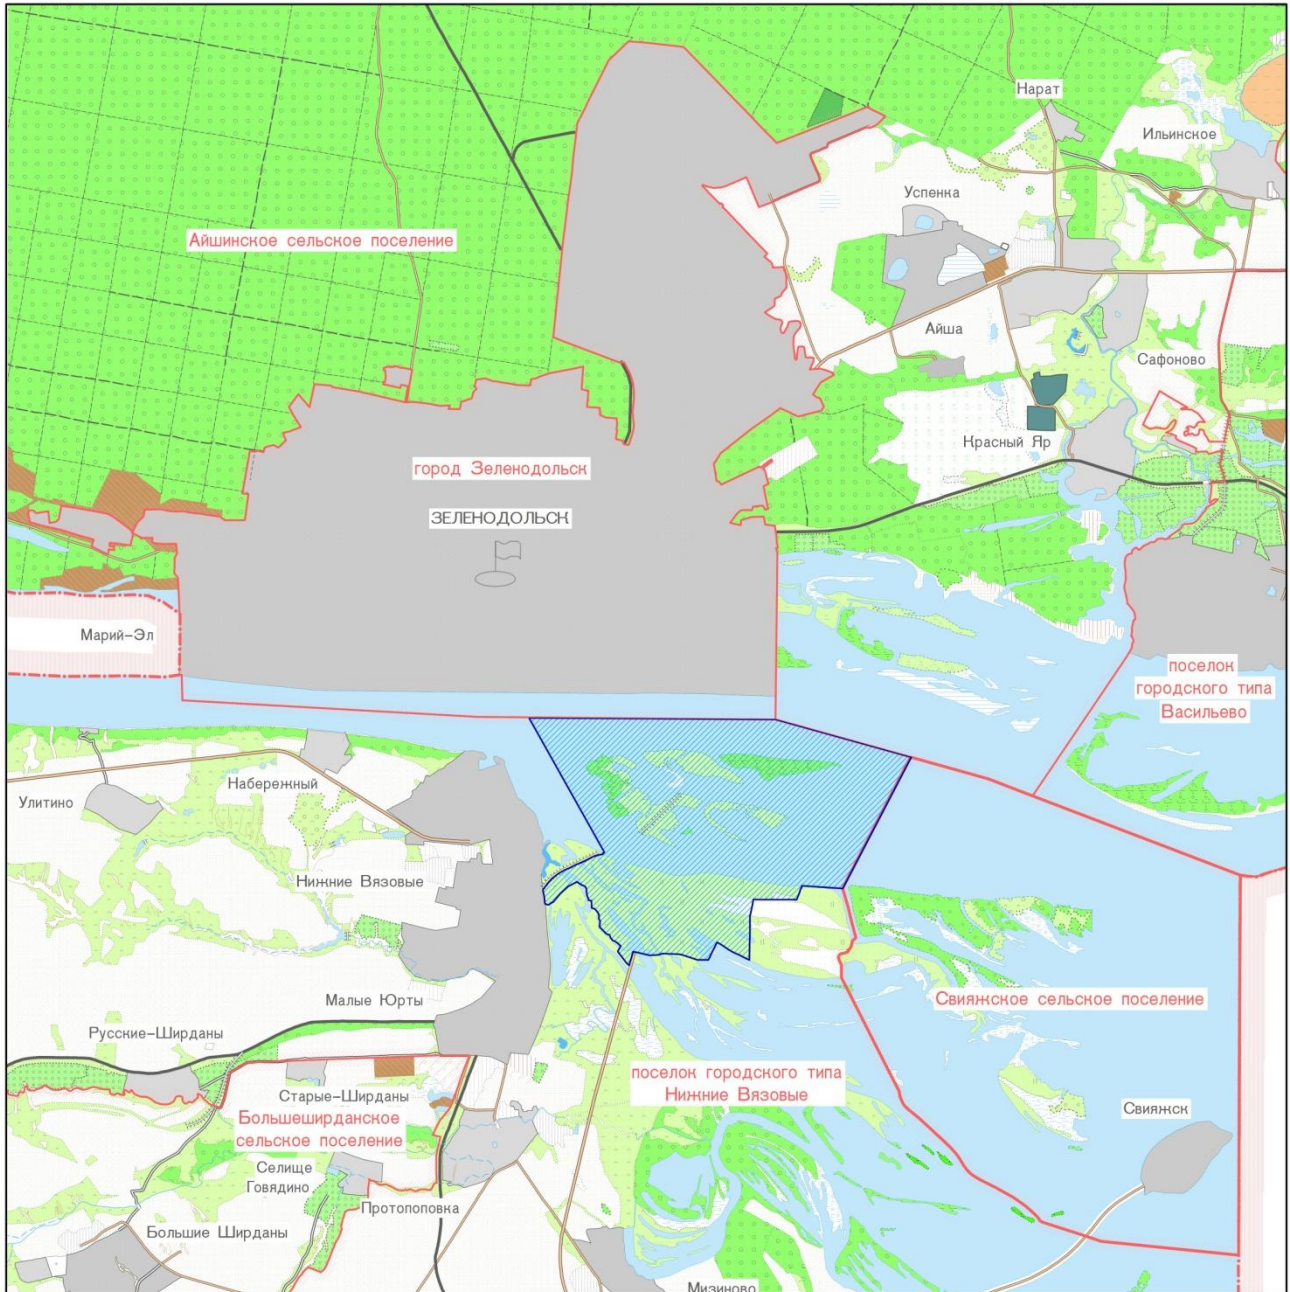 Нарат
Ильинское
Успенка
Айшинское сельское поселение
Айша
Сафоново
Красный Яр
город Зеленодольск
ЗЕЛЕНОДОЛЬСК
Марий-Эл
поселок
городского типа
Васильево
Набережный
Улитино
Нижние Вязовые
Малые Юрты
Свияжское сельское поселение
Русские-Ширданы
поселок городского типа
Нижние Вязовые
Старые-Ширданы
Большеширданское
сельское поселение
Свияжск
Селище
Говядино
Протопоповка
Большие Ширданы
Мизиново